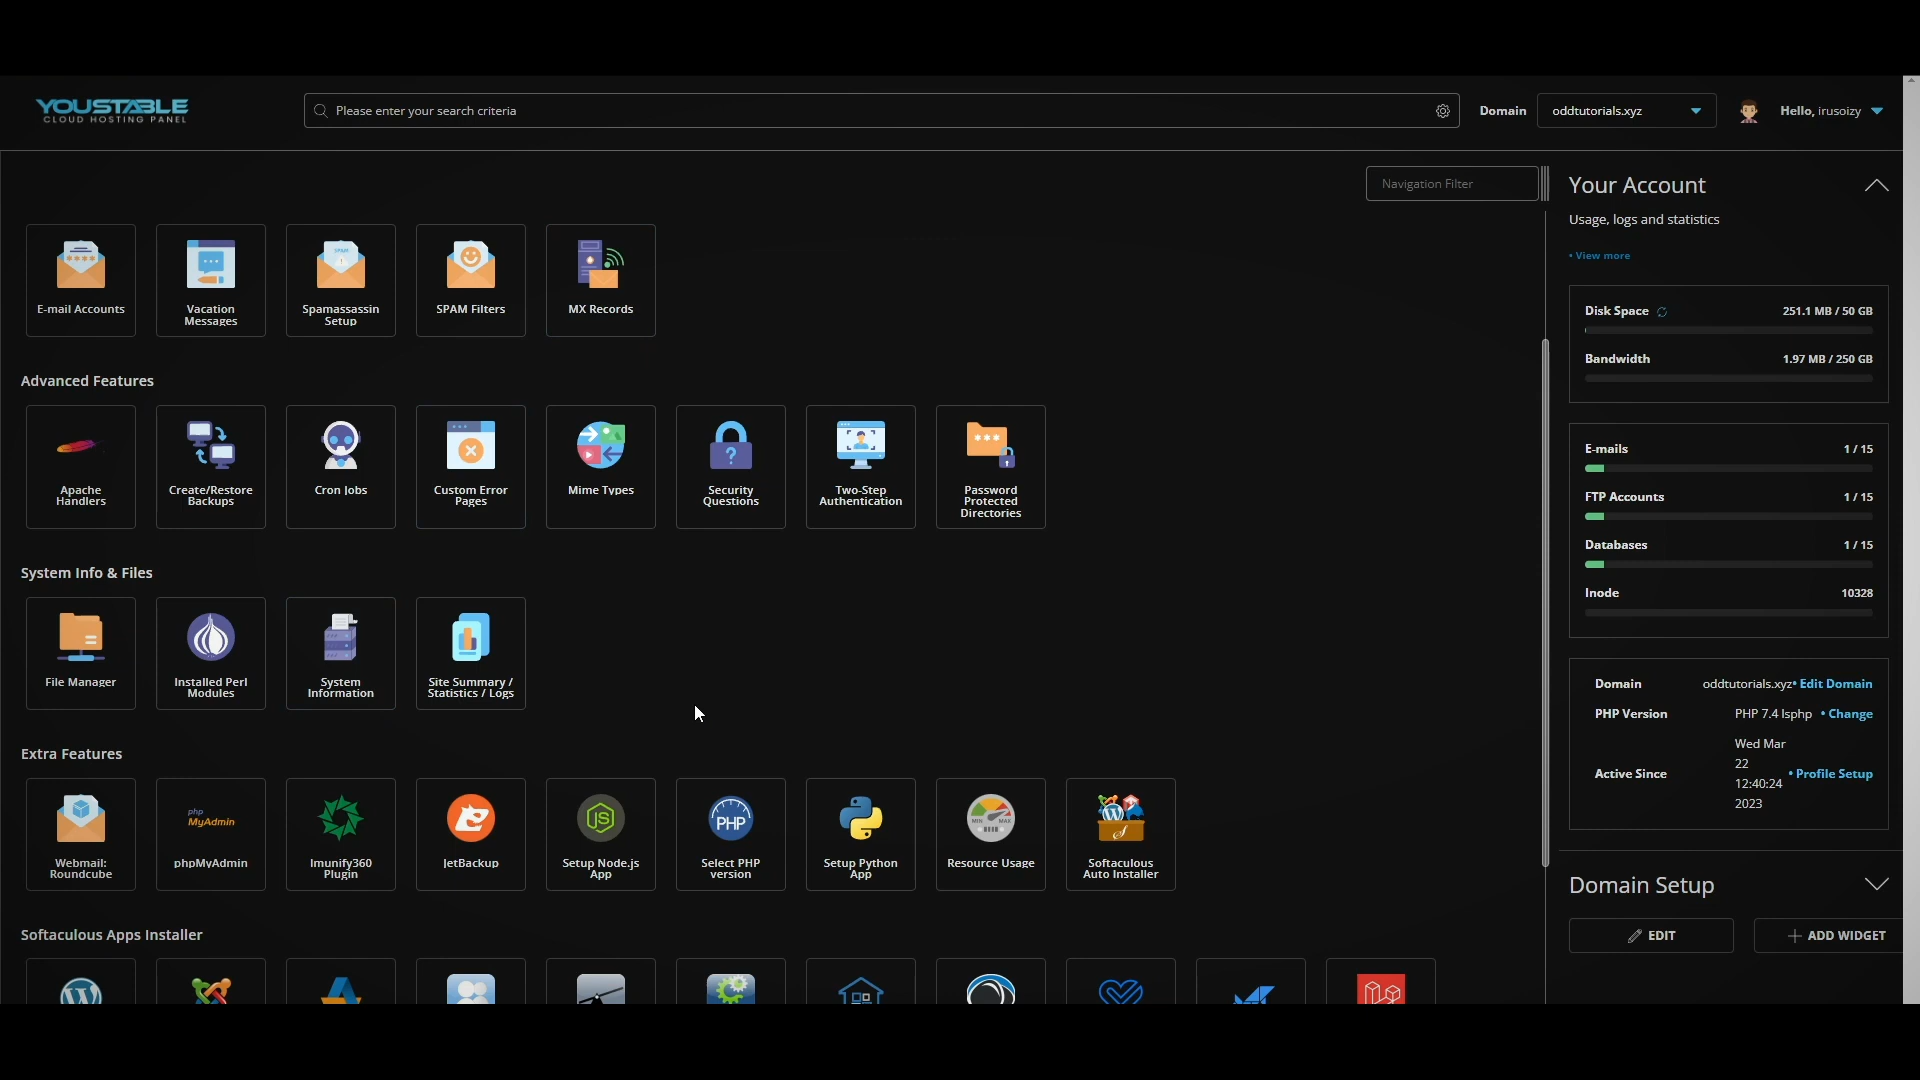 YOUSTABLE
CLOUD HOSTING PANEL
Please enter your search criteria
Domain
oddtutorials.xyz
Hello, irusoizy
Navigation Filter
E-mail Accounts
Vacation
Messages
SPAM
Spamassassin
Setup
SPAM Filters
MX Records
Advanced Features
Apache
Handlers
Create/Restore
Backups
Cron Jobs
Custom Error
Pages
Mime Types
Security
Questions
Two-Step
Authentication
Password
Protected
Directories
System Info & Files
File Manager
Installed Perl
Modules
System
Information
Site Summary /
Statistics / Logs
Extra Features
Webmail:
Roundcube
php
MyAdmin
phpMyAdmin
Imunify360
Plugin
JetBackup
Setup Node.js
App
PHP
Select PHP
version
Setup Python
App
MIN MAX
Resource Usage
Softaculous
Auto Installer
Softaculous Apps Installer
Your Account
Usage, logs and statistics
• View more
Disk Space 251.1 MB / 50 GB
Bandwidth 1.97 MB / 250 GB
E-mails 1 / 15
FTP Accounts 1 / 15
Databases 1 / 15
Inode 10328
Domain oddtutorials.xyz • Edit Domain
PHP Version PHP 7.4 lsphp • Change
Active Since
Wed Mar
22
12:40:24
2023
• Profile Setup
Domain Setup
EDIT
ADD WIDGET